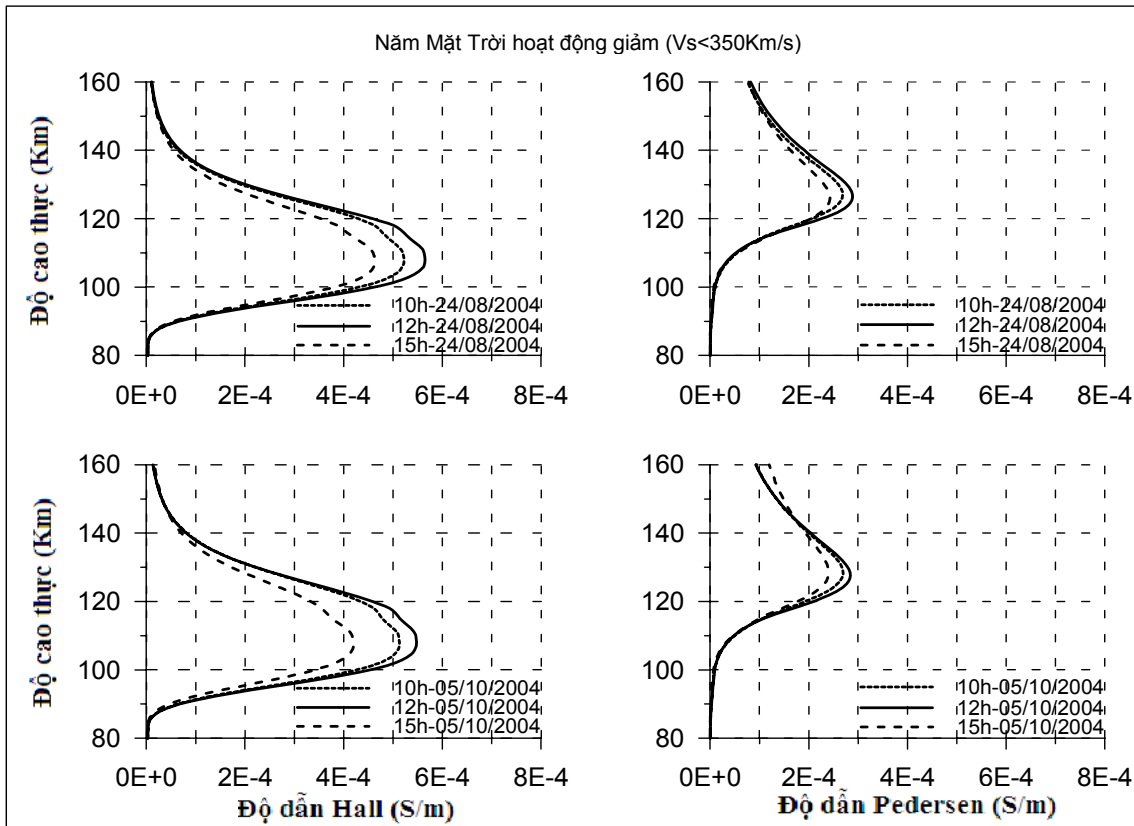 Năm Mặt Trời hoạt động giảm (Vs<350Km/s)
Độ cao thực (Km)
160
140
120
100
80
10h-24/08/2004
12h-24/08/2004
15h-24/08/2004
0E+0 2E-4 4E-4 6E-4 8E-4
160
140
120
100
80
10h-24/08/2004
12h-24/08/2004
15h-24/08/2004
0E+0 2E-4 4E-4 6E-4 8E-4
Độ cao thực (Km)
160
140
120
100
80
10h-05/10/2004
12h-05/10/2004
15h-05/10/2004
0E+0 2E-4 4E-4 6E-4 8E-4
Độ dẫn Hall (S/m)
160
140
120
100
80
10h-05/10/2004
12h-05/10/2004
15h-05/10/2004
0E+0 2E-4 4E-4 6E-4 8E-4
Độ dẫn Pedersen (S/m)